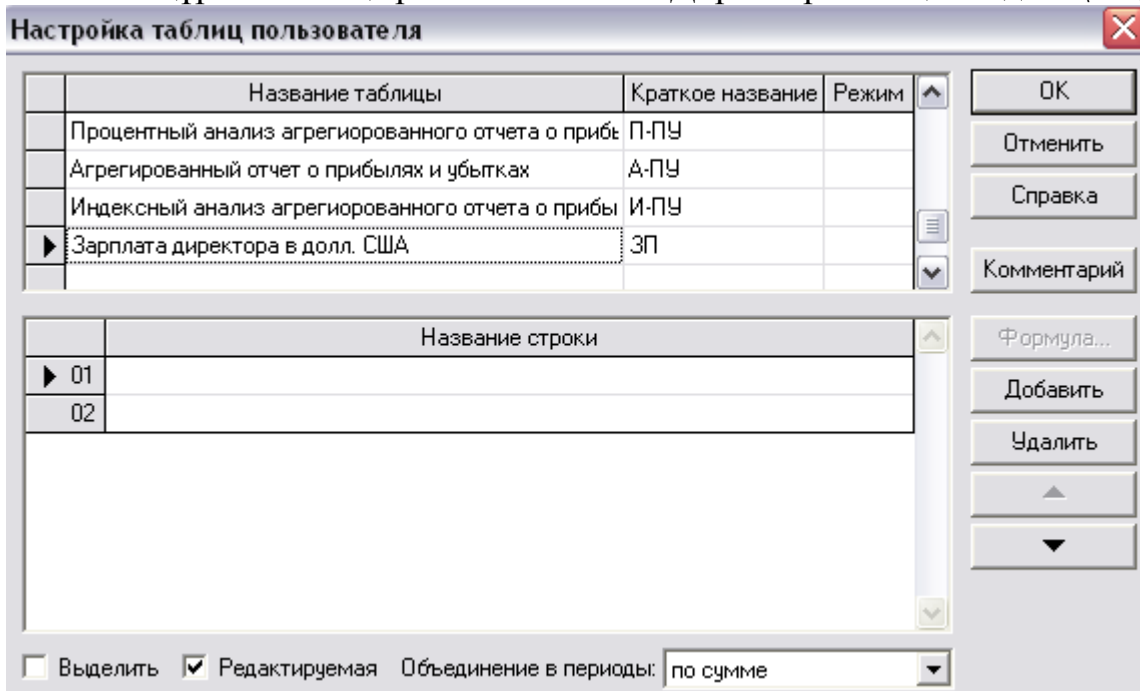 Настройка таблиц пользователя
Название таблицы Краткое название Режим
Процентный анализ агрегиорованного отчета о прибь П-ПУ
Агрегированный отчет о прибылях и убытках А-ПУ
Индексный анализ агрегиорованного отчета о прибы И-ПУ
Зарплата директора в долл. США ЗП
OK
Отменить
Справка
Комментарий
Название строки
01
02
Формула...
Добавить
Удалить
Выделить Редактируемая Объединение в периоды: по сумме